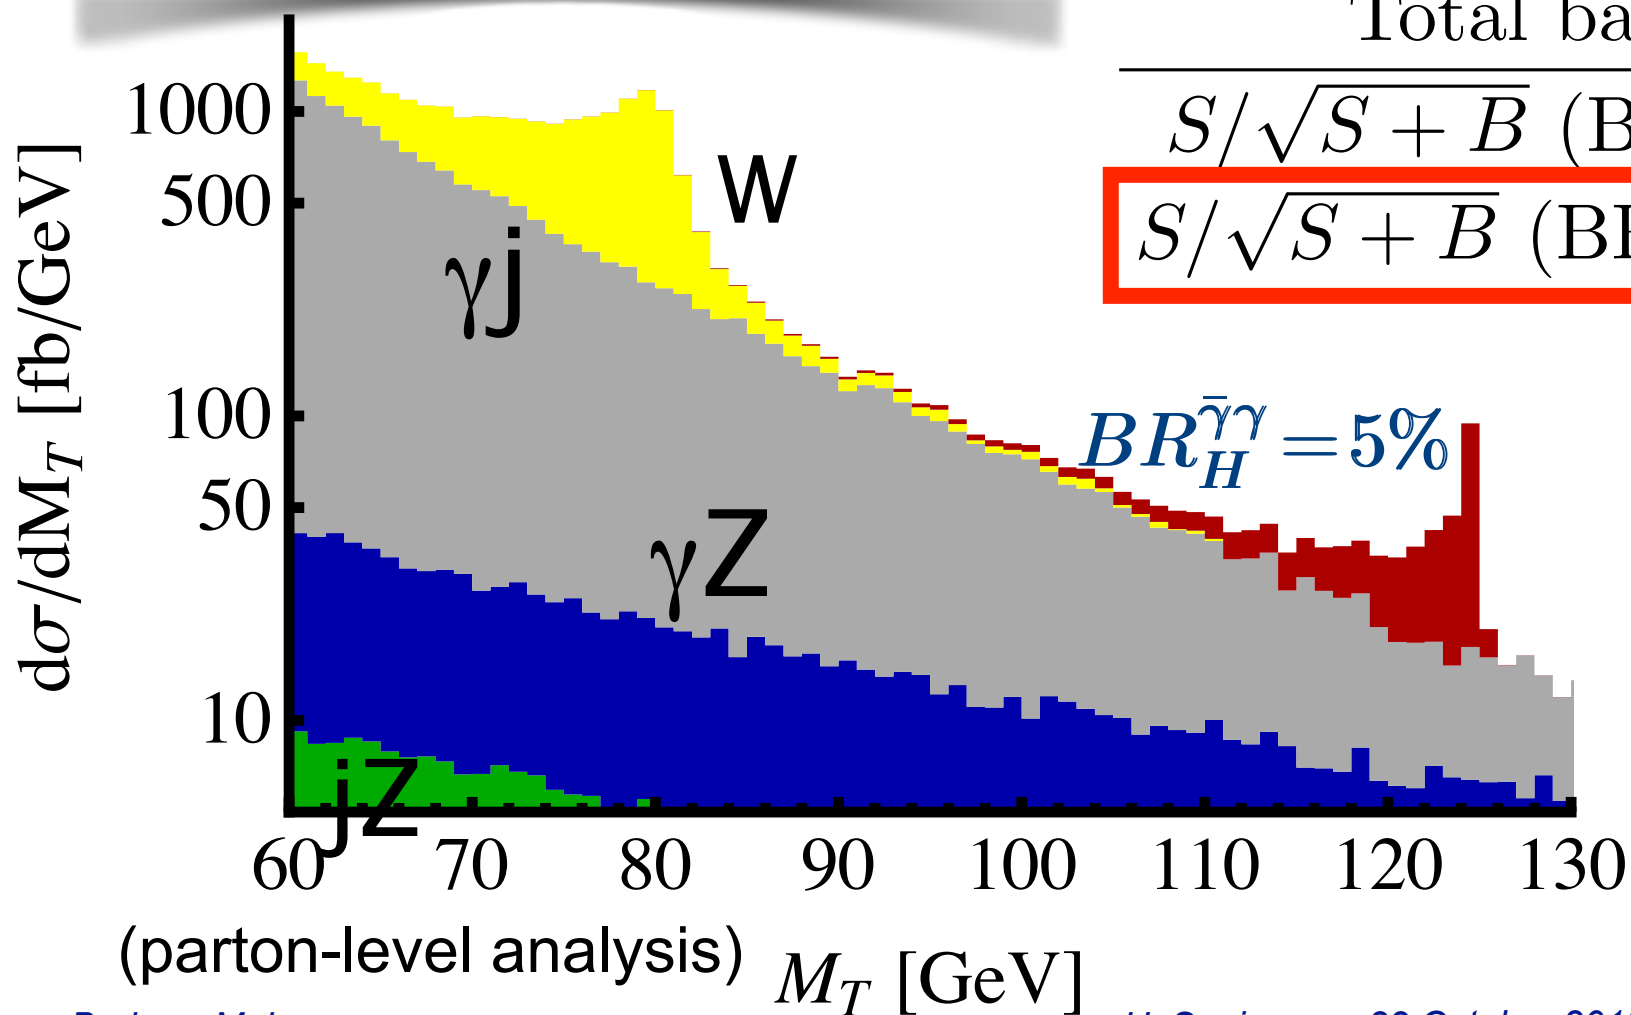 Total ba
S/√S + B (B
S/√S + B (BR
1000
500
100
50
10
dσ/dM_T [fb/GeV]
W
γj
γZ
jZ
BR_H^{γ̄γ} = 5%
60 70 80 90 100 110 120 130
(parton-level analysis)
M_T [GeV]